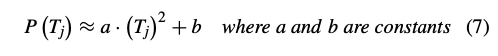 P (T_j) ≈ a · (T_j)^2 + b where a and b are constants (7)